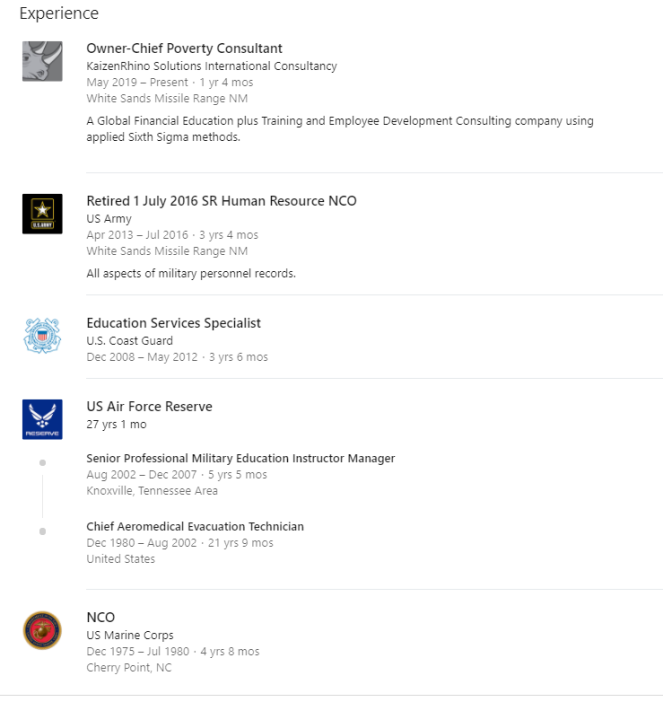 Experience
Owner-Chief Poverty Consultant
KaizenRhino Solutions International Consultancy
May 2019 – Present · 1 yr 4 mos
White Sands Missile Range NM
A Global Financial Education plus Training and Employee Development Consulting company using
applied Sixth Sigma methods.
U.S.ARMY
Retired 1 July 2016 SR Human Resource NCO
US Army
Apr 2013 – Jul 2016 · 3 yrs 4 mos
White Sands Missile Range NM
All aspects of military personnel records.
Education Services Specialist
U.S. Coast Guard
Dec 2008 – May 2012 · 3 yrs 6 mos
RESERVE
US Air Force Reserve
27 yrs 1 mo
Senior Professional Military Education Instructor Manager
Aug 2002 – Dec 2007 · 5 yrs 5 mos
Knoxville, Tennessee Area
Chief Aeromedical Evacuation Technician
Dec 1980 – Aug 2002 · 21 yrs 9 mos
United States
NCO
US Marine Corps
Dec 1975 – Jul 1980 · 4 yrs 8 mos
Cherry Point, NC